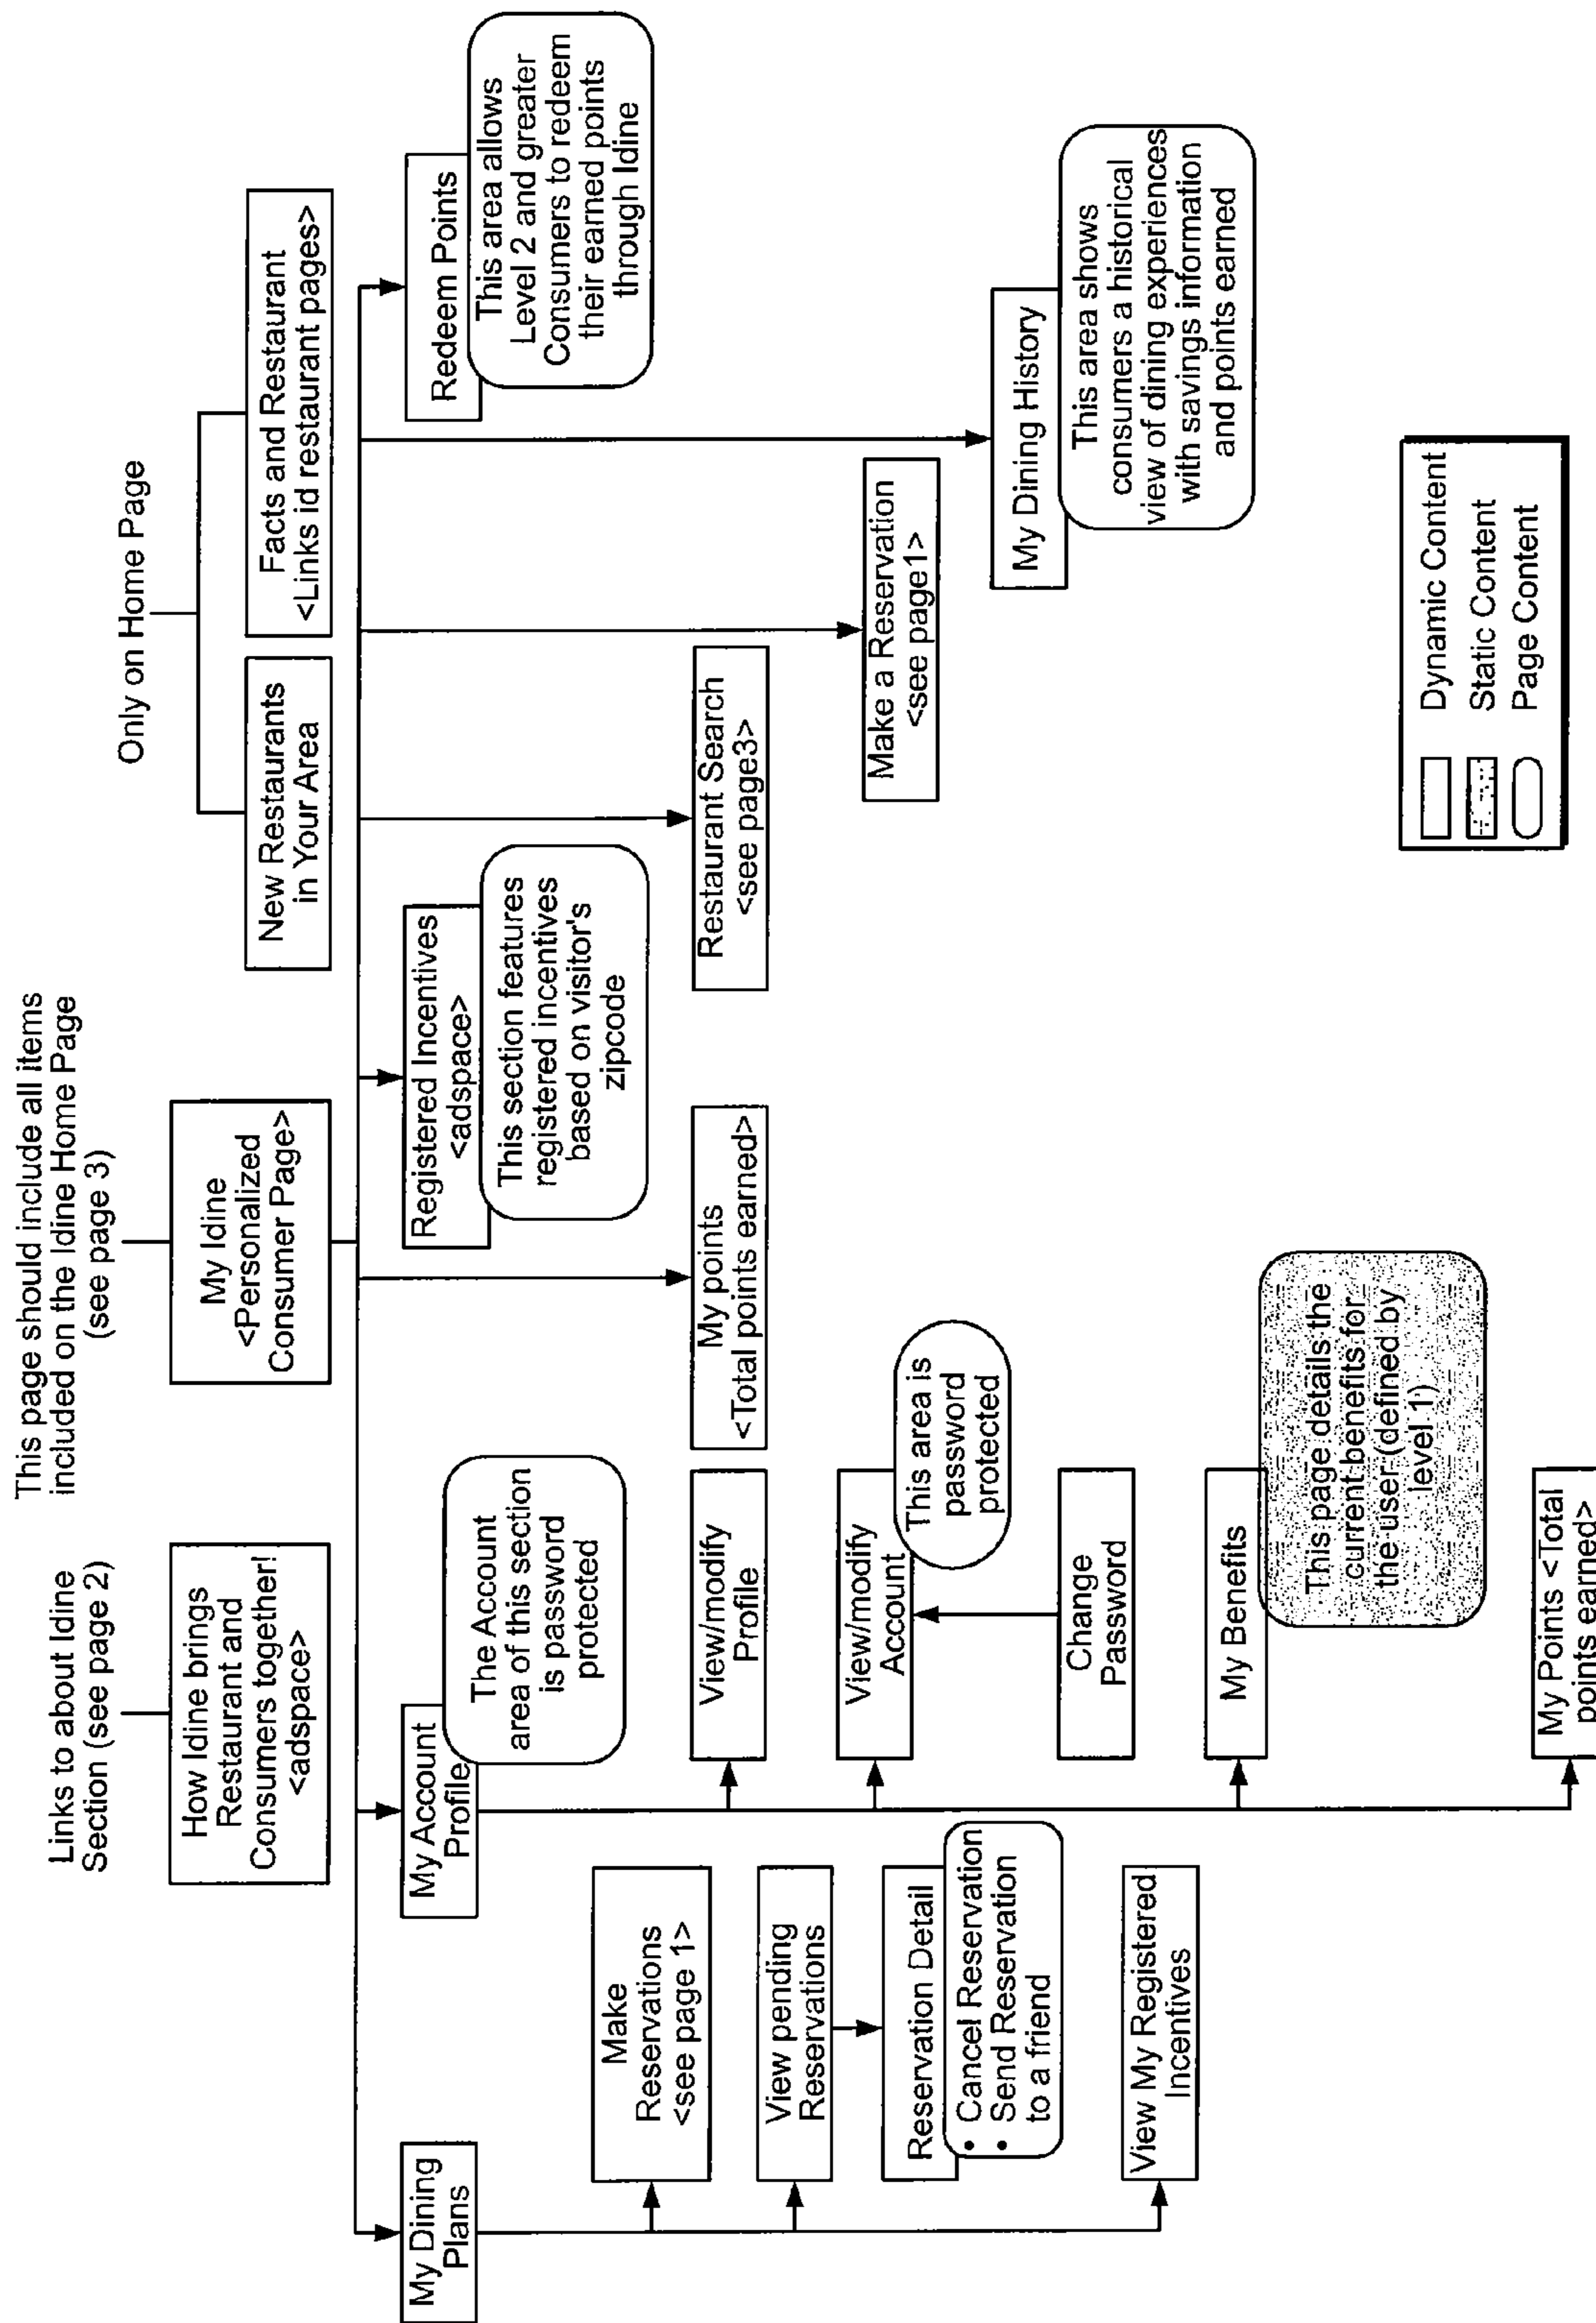 Links to about Idine
Section (see page 2)
This page should include all items
included on the Idine Home Page
(see page 3)
Only on Home Page
How Idine brings
Restaurant and
Consumers together!
<adspace>
My Idine
<Personalized
Consumer Page>
New Restaurants
in Your Area
Facts and Restaurant
<Links id restaurant pages>
My Dining
Plans
My Account
Profile
The Account
area of this section
is password
protected
Registered Incentives
<adspace>
This section features
registered incentives
based on visitor's
zipcode
Redeem Points
This area allows
Level 2 and greater
Consumers to redeem
their earned points
through Idine
Make
Reservations
<see page 1>
View/modify
Profile
My points
<Total points earned>
Restaurant Search
<see page3>
View pending
Reservations
View/modify
Account
This area is
password
protected
Make a Reservation
<see page1>
Reservation Detail
• Cancel Reservation
• Send Reservation
to a friend
Change
Password
My Dining History
This area shows
consumers a historical
view of dining experiences
with savings information
and points earned
View My Registered
Incentives
My Benefits
This page details the
current benefits for
the user (defined by
level 1)
My Points <Total
points earned>
Dynamic Content
Static Content
Page Content